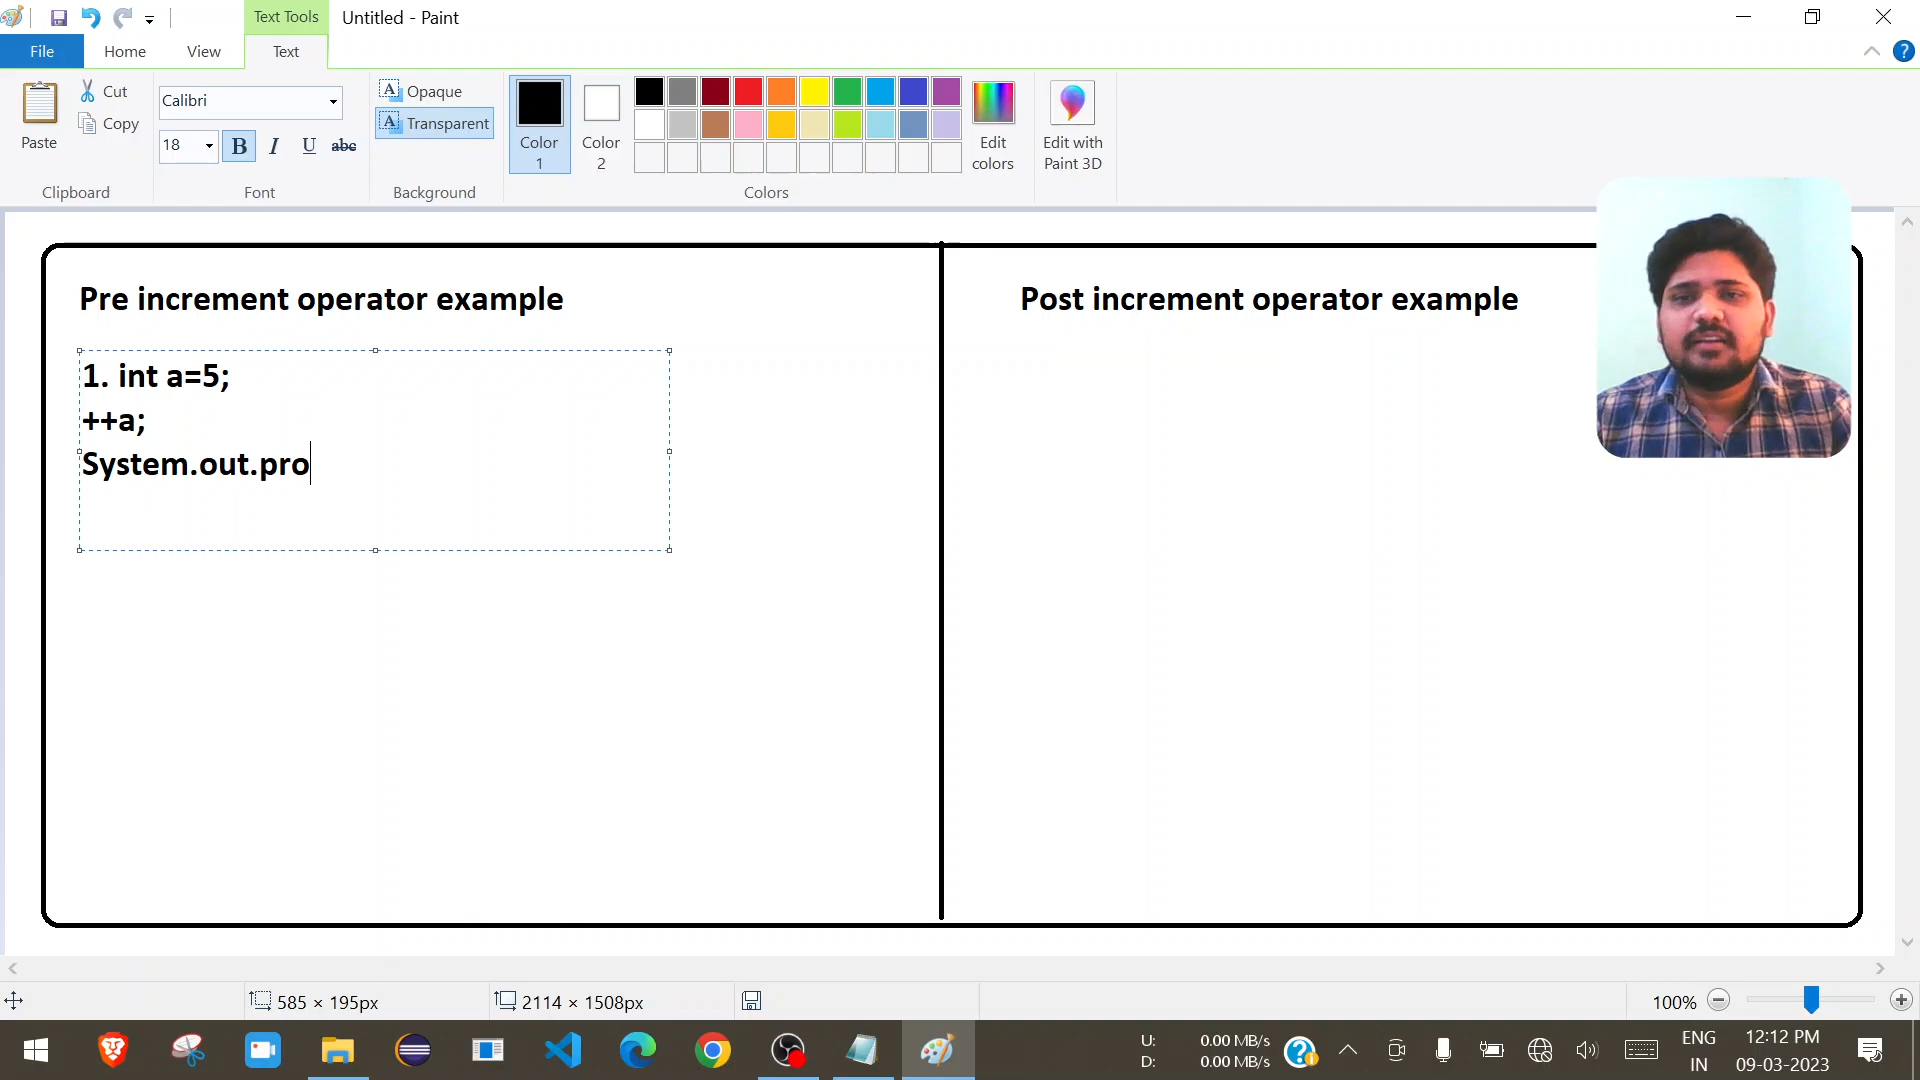 Text Tools
Untitled - Paint
File
Home
View
Text
Paste
Cut
Copy
Clipboard
Calibri
18
B
I
U
abc
Font
A Opaque
A Transparent
Background
Color
1
Color
2
Edit
colors
Colors
Edit with
Paint 3D
Pre increment operator example
1. int a=5;
++a;
System.out.pro
Post increment operator example
585 × 195px
2114 × 1508px
100%
U: 0.00 MB/s
D: 0.00 MB/s
ENG
IN
12:12 PM
09-03-2023